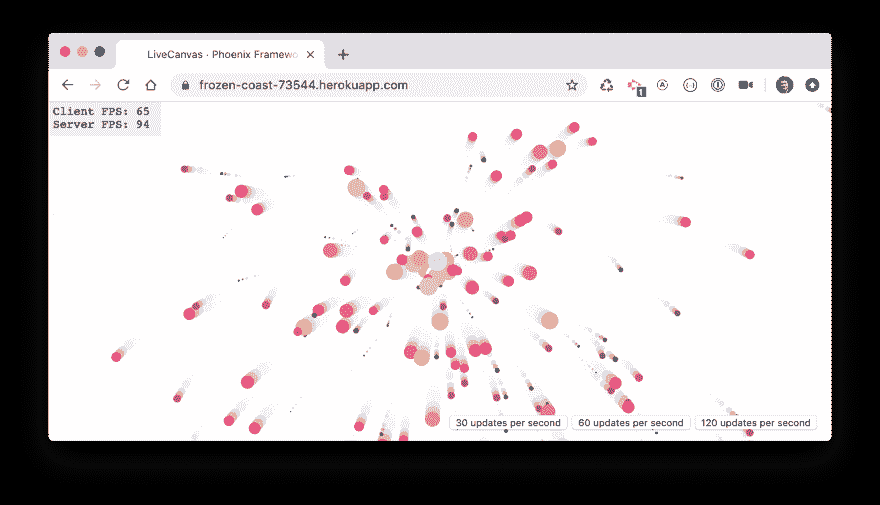 LiveCanvas · Phoenix Framewo
frozen-coast-73544.herokuapp.com
1
Client FPS: 65
Server FPS: 94
30 updates per second 60 updates per second 120 updates per second